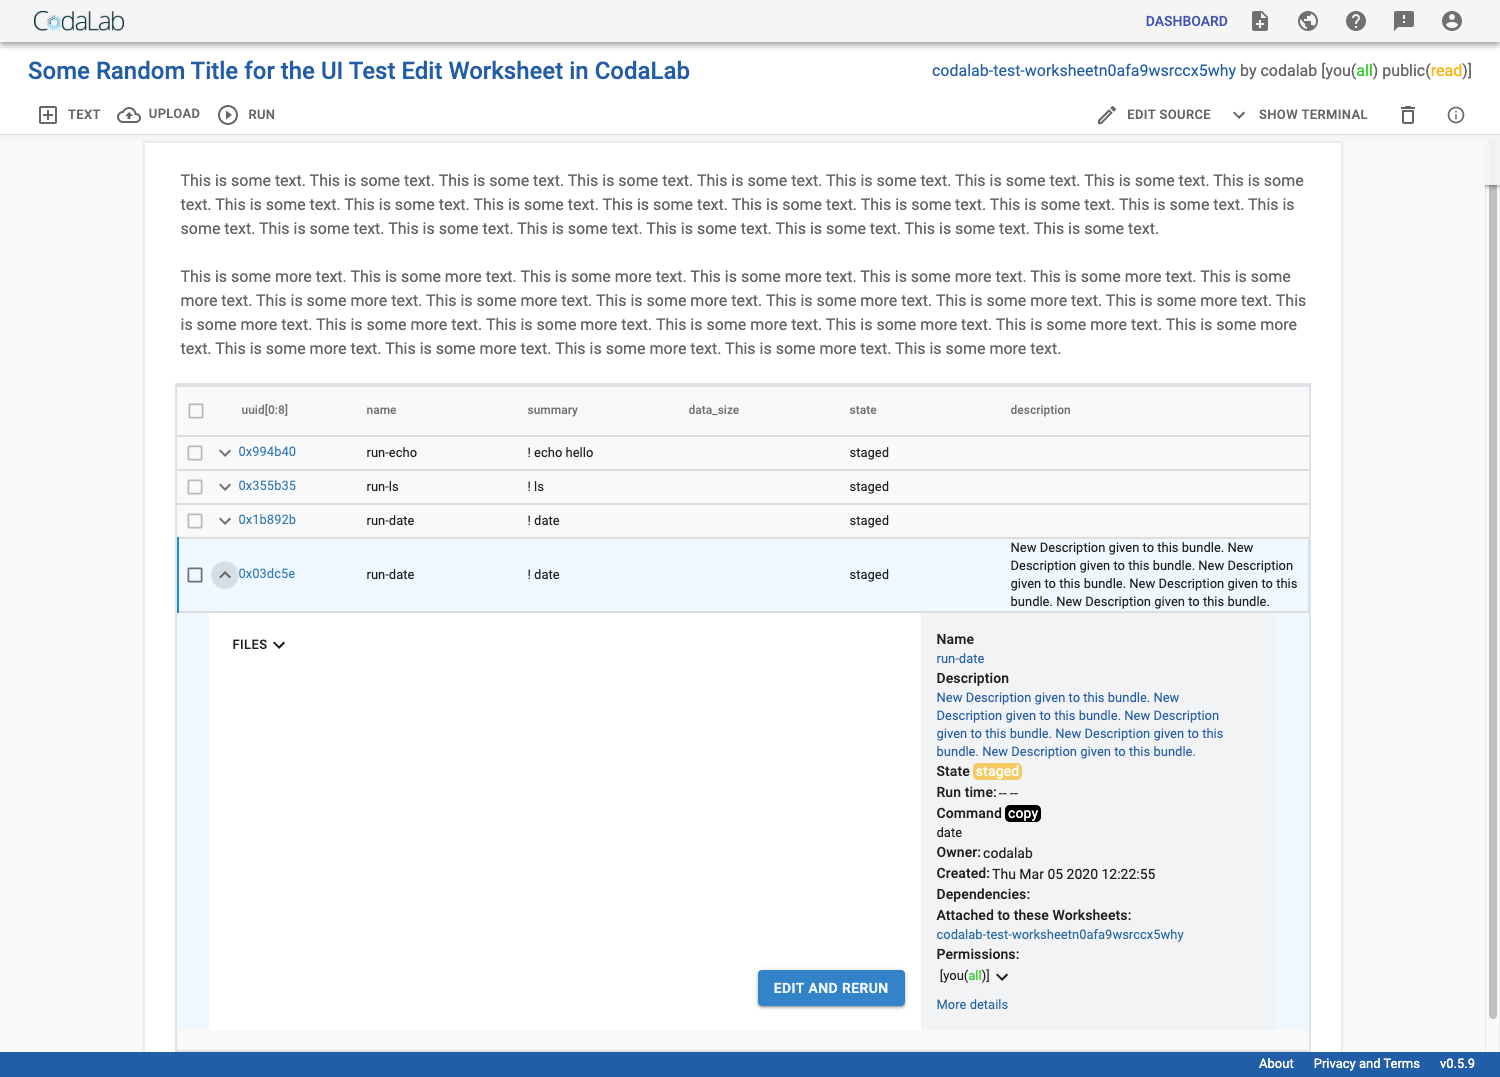 CodaLab
DASHBOARD
Some Random Title for the UI Test Edit Worksheet in CodaLab
codalab-test-worksheetn0afa9wsrccx5why by codalab [you(all) public(read)]
TEXT UPLOAD RUN
EDIT SOURCE SHOW TERMINAL
This is some text. This is some text. This is some text. This is some text. This is some text. This is some text. This is some text. This is some text. This is some
text. This is some text. This is some text. This is some text. This is some text. This is some text. This is some text. This is some text. This is some text. This is
some text. This is some text. This is some text. This is some text. This is some text. This is some text. This is some text. This is some text.
This is some more text. This is some more text. This is some more text. This is some more text. This is some more text. This is some more text. This is some
more text. This is some more text. This is some more text. This is some more text. This is some more text. This is some more text. This is some more text. This
is some more text. This is some more text. This is some more text. This is some more text. This is some more text. This is some more text. This is some more
text. This is some more text. This is some more text. This is some more text. This is some more text. This is some more text.
uuid[0:8] name summary data_size state description
0x994b40 run-echo ! echo hello staged
0x355b35 run-ls ! ls staged
0x1b892b run-date ! date staged
0x03dc5e run-date ! date staged
New Description given to this bundle. New
Description given to this bundle. New Description
given to this bundle. New Description given to this
bundle. New Description given to this bundle.
FILES
Name
run-date
Description
New Description given to this bundle. New
Description given to this bundle. New Description
given to this bundle. New Description given to this
bundle. New Description given to this bundle.
State staged
Run time: -- --
Command copy
date
Owner: codalab
Created: Thu Mar 05 2020 12:22:55
Dependencies:
Attached to these Worksheets:
codalab-test-worksheetn0afa9wsrccx5why
Permissions:
[you(all)]
EDIT AND RERUN
More details
About Privacy and Terms v0.5.9